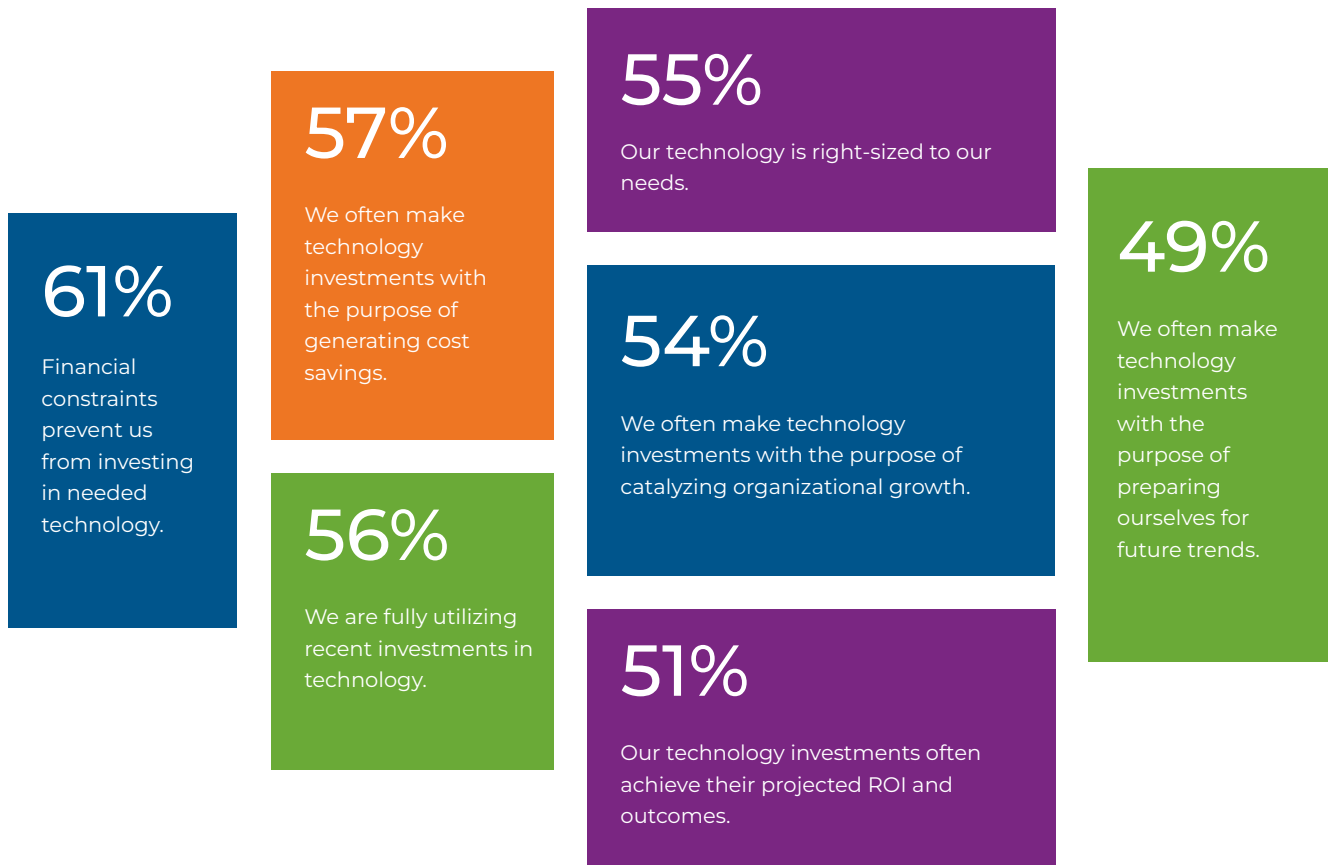 61%
Financial
constraints
prevent us
from investing
in needed
technology.
57%
We often make
technology
investments with
the purpose of
generating cost
savings.
56%
We are fully utilizing
recent investments in
technology.
55%
Our technology is right-sized to our
needs.
54%
We often make technology
investments with the purpose of
catalyzing organizational growth.
51%
Our technology investments often
achieve their projected ROI and
outcomes.
49%
We often make
technology
investments
with the
purpose of
preparing
ourselves for
future trends.